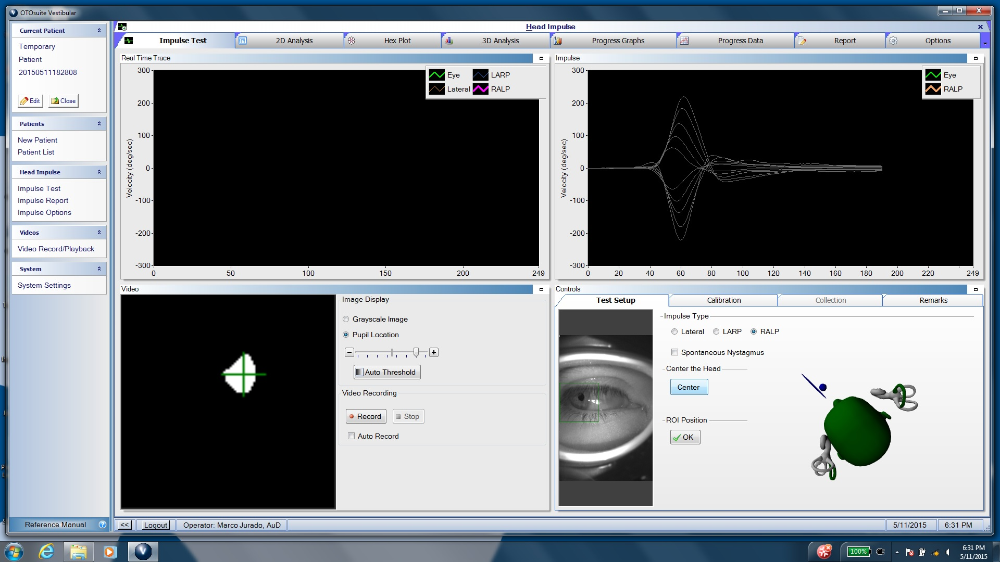 OTOsuite Vestibular
Current Patient
Temporary
Patient
20150511182808
Edit
Close
Patients
New Patient
Patient List
Head Impulse
Impulse Test
Impulse Report
Impulse Options
Videos
Video Record/Playback
System
System Settings
Reference Manual
Head Impulse
Impulse Test 2D Analysis Hex Plot 3D Analysis Progress Graphs Progress Data Report Options
Real Time Trace
Eye LARP
Lateral RALP
Velocity (deg/sec)
300
200
100
0
-100
-200
-300
0 50 100 150 200 249
Impulse
Eye
RALP
Velocity (deg/sec)
300
200
100
0
-100
-200
-300
0 20 40 60 80 100 120 140 160 180 200 220 249
Video
Image Display
Grayscale Image
Pupil Location
Auto Threshold
Video Recording
Record Stop
Auto Record
Controls
Test Setup Calibration Collection Remarks
Impulse Type
Lateral LARP RALP
Spontaneous Nystagmus
Center the Head
Center
ROI Position
OK
<< Logout Operator: Marco Jurado, AuD 5/11/2015 6:31 PM
100%
6:31 PM
5/11/2015